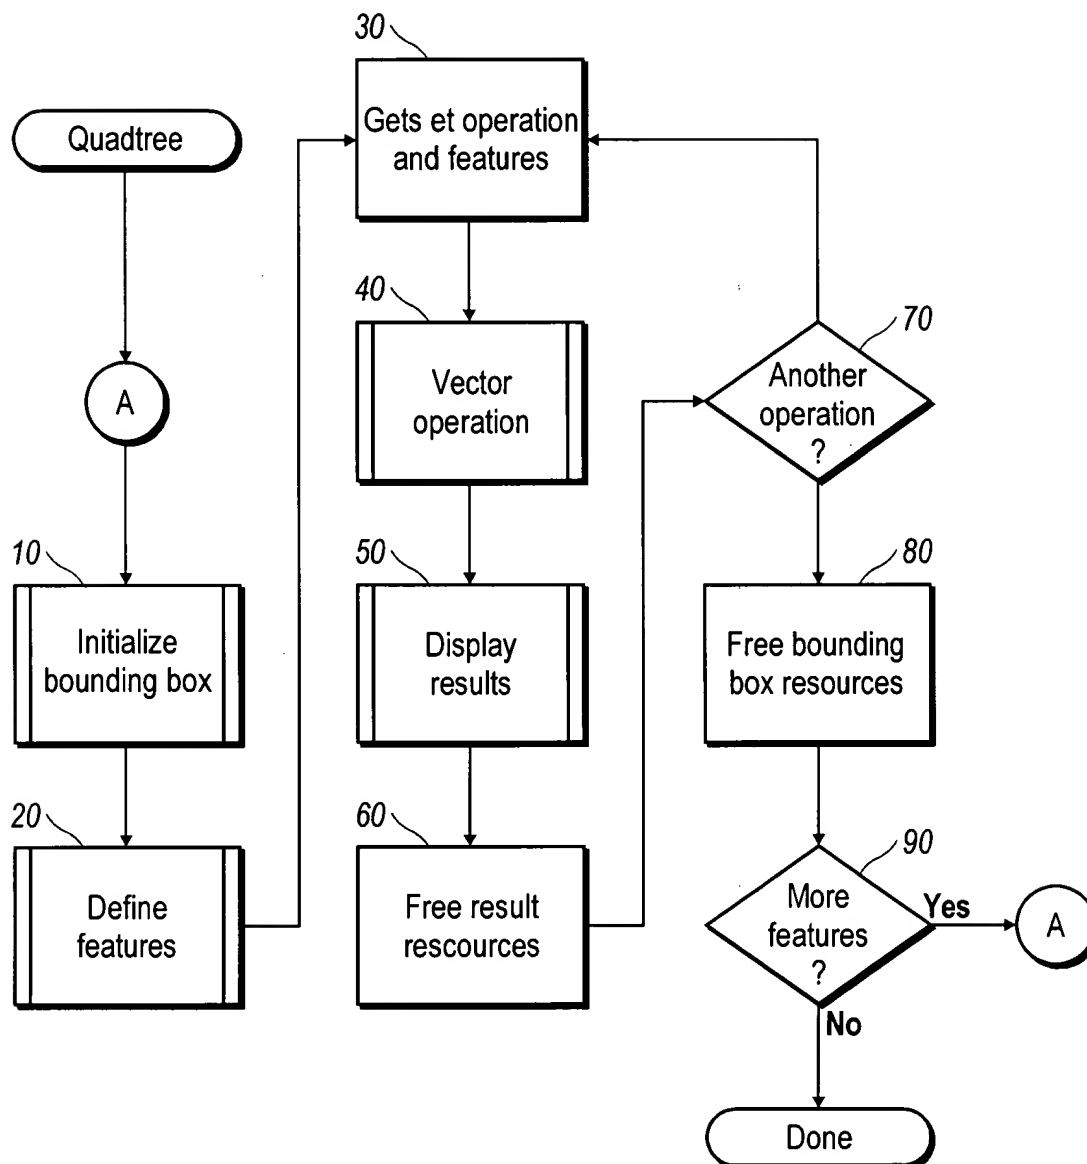 Quadtree
A
10
Initialize
bounding box
20
Define
features
30
Gets et operation
and features
40
Vector
operation
50
Display
results
60
Free result
rescources
70
Another
operation
?
80
Free bounding
box resources
90
More
features
?
Yes
A
No
Done